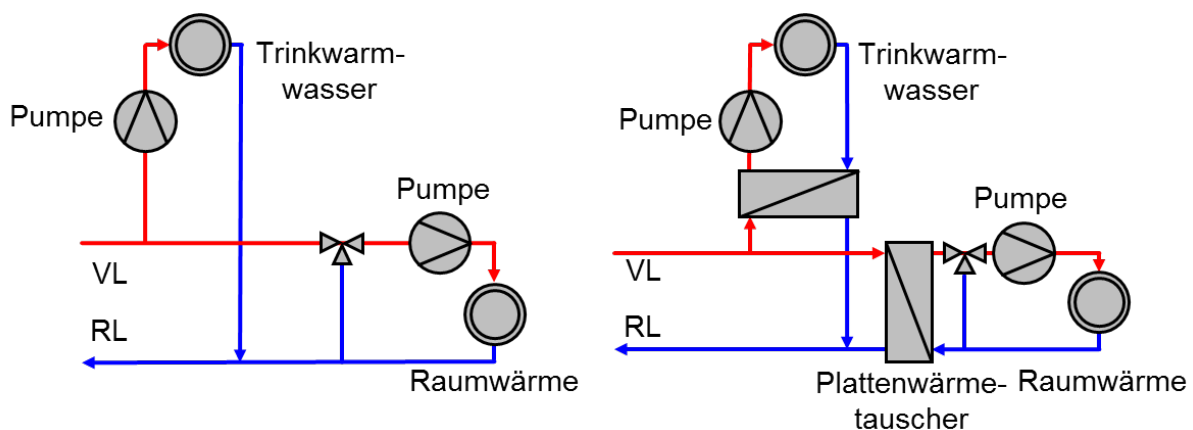 Trinkwarm-
wasser
Pumpe
Pumpe
VL
RL
Raumwärme
Trinkwarm-
wasser
Pumpe
Pumpe
VL
RL
Plattenwärme-
tauscher
Raumwärme